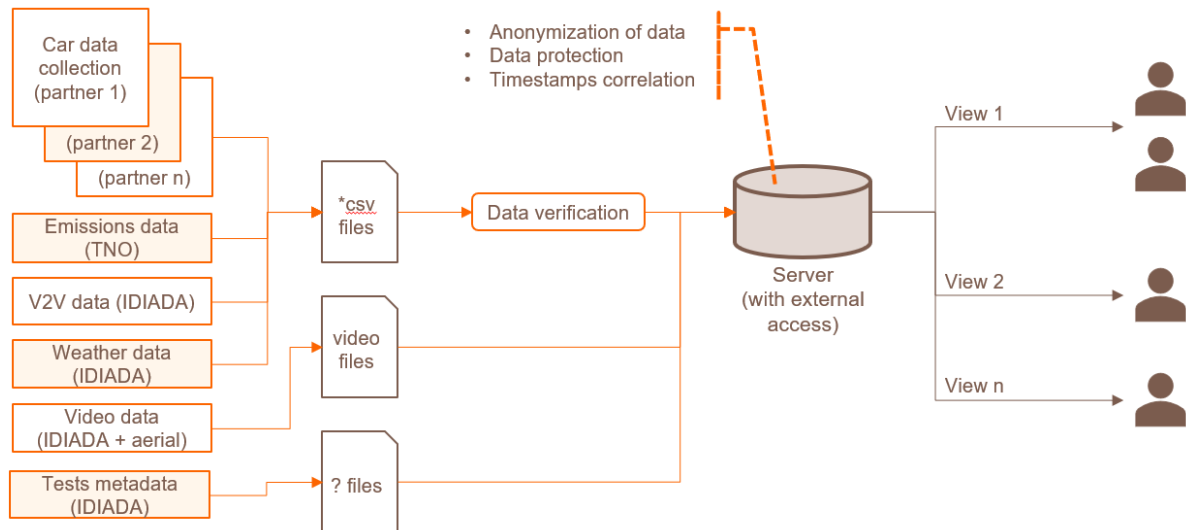 Car data
collection
(partner 1)
(partner 2)
(partner n)
Emissions data
(TNO)
V2V data (IDIADA)
Weather data
(IDIADA)
Video data
(IDIADA + aerial)
Tests metadata
(IDIADA)
*csv
files
video
files
? files
Data verification
• Anonymization of data
• Data protection
• Timestamps correlation
Server
(with external
access)
View 1
View 2
View n